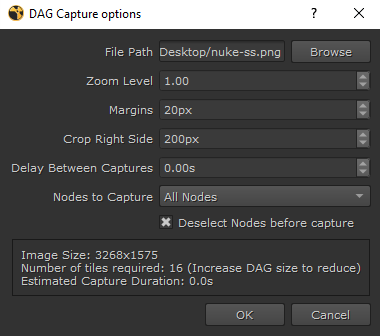 DAG Capture options
File Path Desktop/nuke-ss.png Browse
Zoom Level 1.00
Margins 20px
Crop Right Side 200px
Delay Between Captures 0.00s
Nodes to Capture All Nodes
Deselect Nodes before capture
Image Size: 3268x1575
Number of tiles required: 16 (Increase DAG size to reduce)
Estimated Capture Duration: 0.0s
OK Cancel